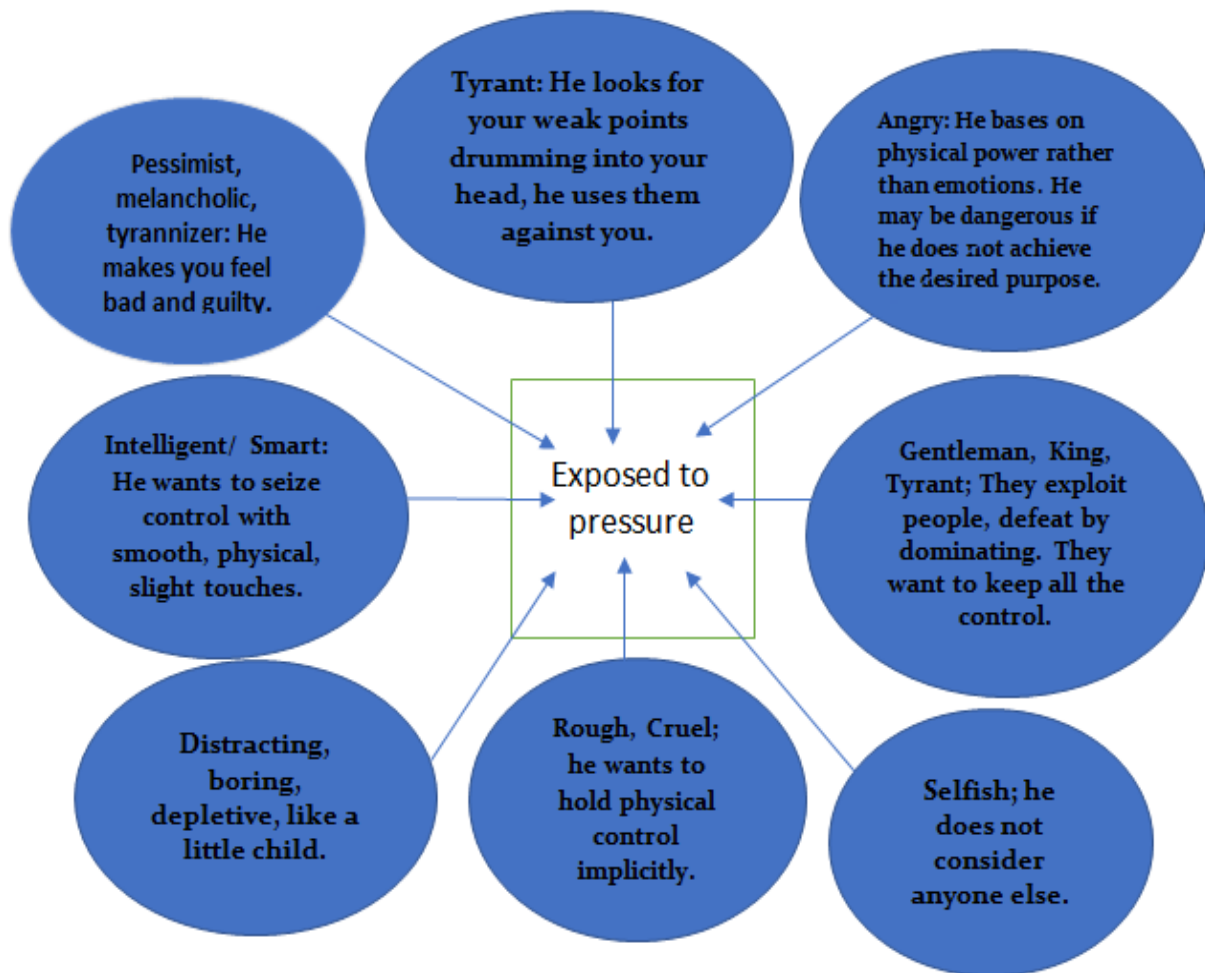 Tyrant: He looks for
your weak points
drumming into your
head, he uses them
against you.
Pessimist,
melancholic,
tyrannizer: He
makes you feel
bad and guilty.
Angry: He bases on
physical power rather
than emotions. He
may be dangerous if
he does not achieve
the desired purpose.
Intelligent/ Smart:
He wants to seize
control with
smooth, physical,
slight touches.
Exposed to
pressure
Gentleman, King,
Tyrant; They exploit
people, defeat by
dominating. They
want to keep all the
control.
Distracting,
boring,
depletive, like a
little child.
Rough, Cruel;
he wants to
hold physical
control
implicitly.
Selfish; he
does not
consider
anyone else.